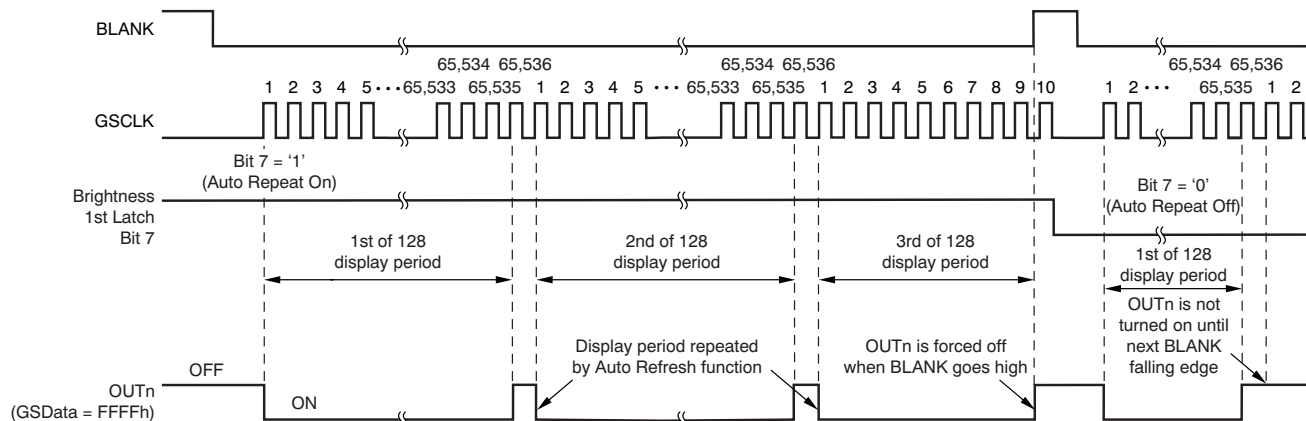 BLANK
65,534 65,536
65,534 65,536
65,534 65,536
1 2 3 4 5 ••• 65,533 65,535 1 2 3 4 5 ••• 65,533 65,535 1 2 3 4 5 6 7 8 9 10 1 2 ••• 65,535 1 2
GSCLK
Bit 7 = '1'
(Auto Repeat On)
Bit 7 = '0'
(Auto Repeat Off)
Brightness
1st Latch
Bit 7
1st of 128
display period
2nd of 128
display period
3rd of 128
display period
1st of 128
display period
OUTn is not
turned on until
next BLANK
falling edge
Display period repeated
by Auto Refresh function
OUTn is forced off
when BLANK goes high
OFF
OUTn
(GSData = FFFFh)
ON